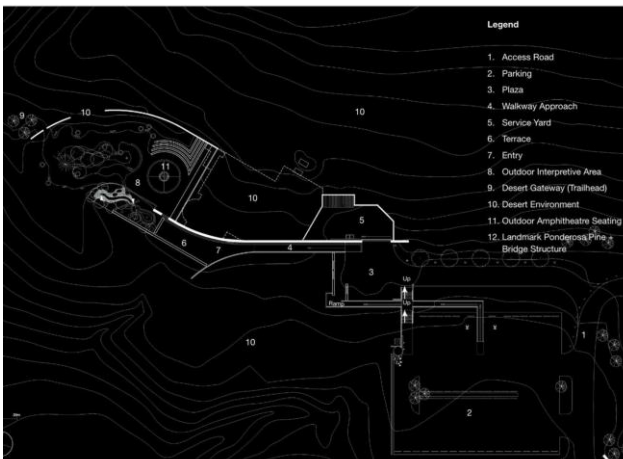 Legend
1. Access Road
2. Parking
3. Plaza
4. Walkway Approach
5. Service Yard
6. Terrace
7. Entry
8. Outdoor Interpretive Area
9. Desert Gateway (Trailhead)
10. Desert Environment
11. Outdoor Amphitheatre Seating
12. Landmark Ponderosa Pine +
Bridge Structure
9
10
10
11
8
10
5
6
7
4
3
Up
Ramp
Up
1
10
2